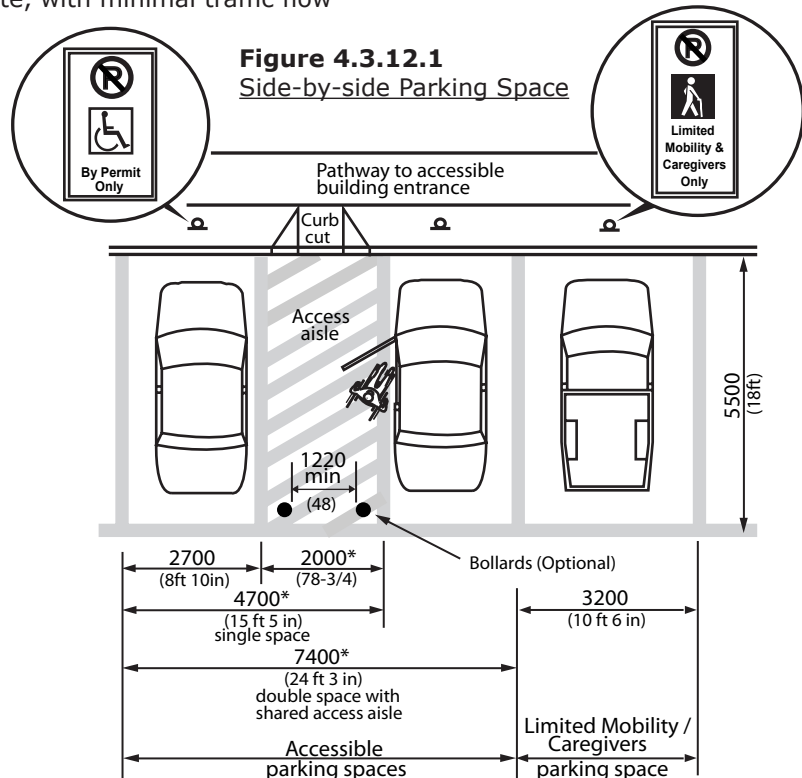 te, with minimal traffic flow
Figure 4.3.12.1
Side-by-side Parking Space
P
By Permit
Only
P
Limited
Mobility &
Caregivers
Only
Pathway to accessible
building entrance
Curb
cut
Access
aisle
5500
(18ft)
1220
min
(48)
Bollards (Optional)
2700
(8ft 10in)
2000*
(78-3/4)
4700*
(15 ft 5 in)
single space
3200
(10 ft 6 in)
7400*
(24 ft 3 in)
double space with
shared access aisle
Accessible
parking spaces
Limited Mobility /
Caregivers
parking space